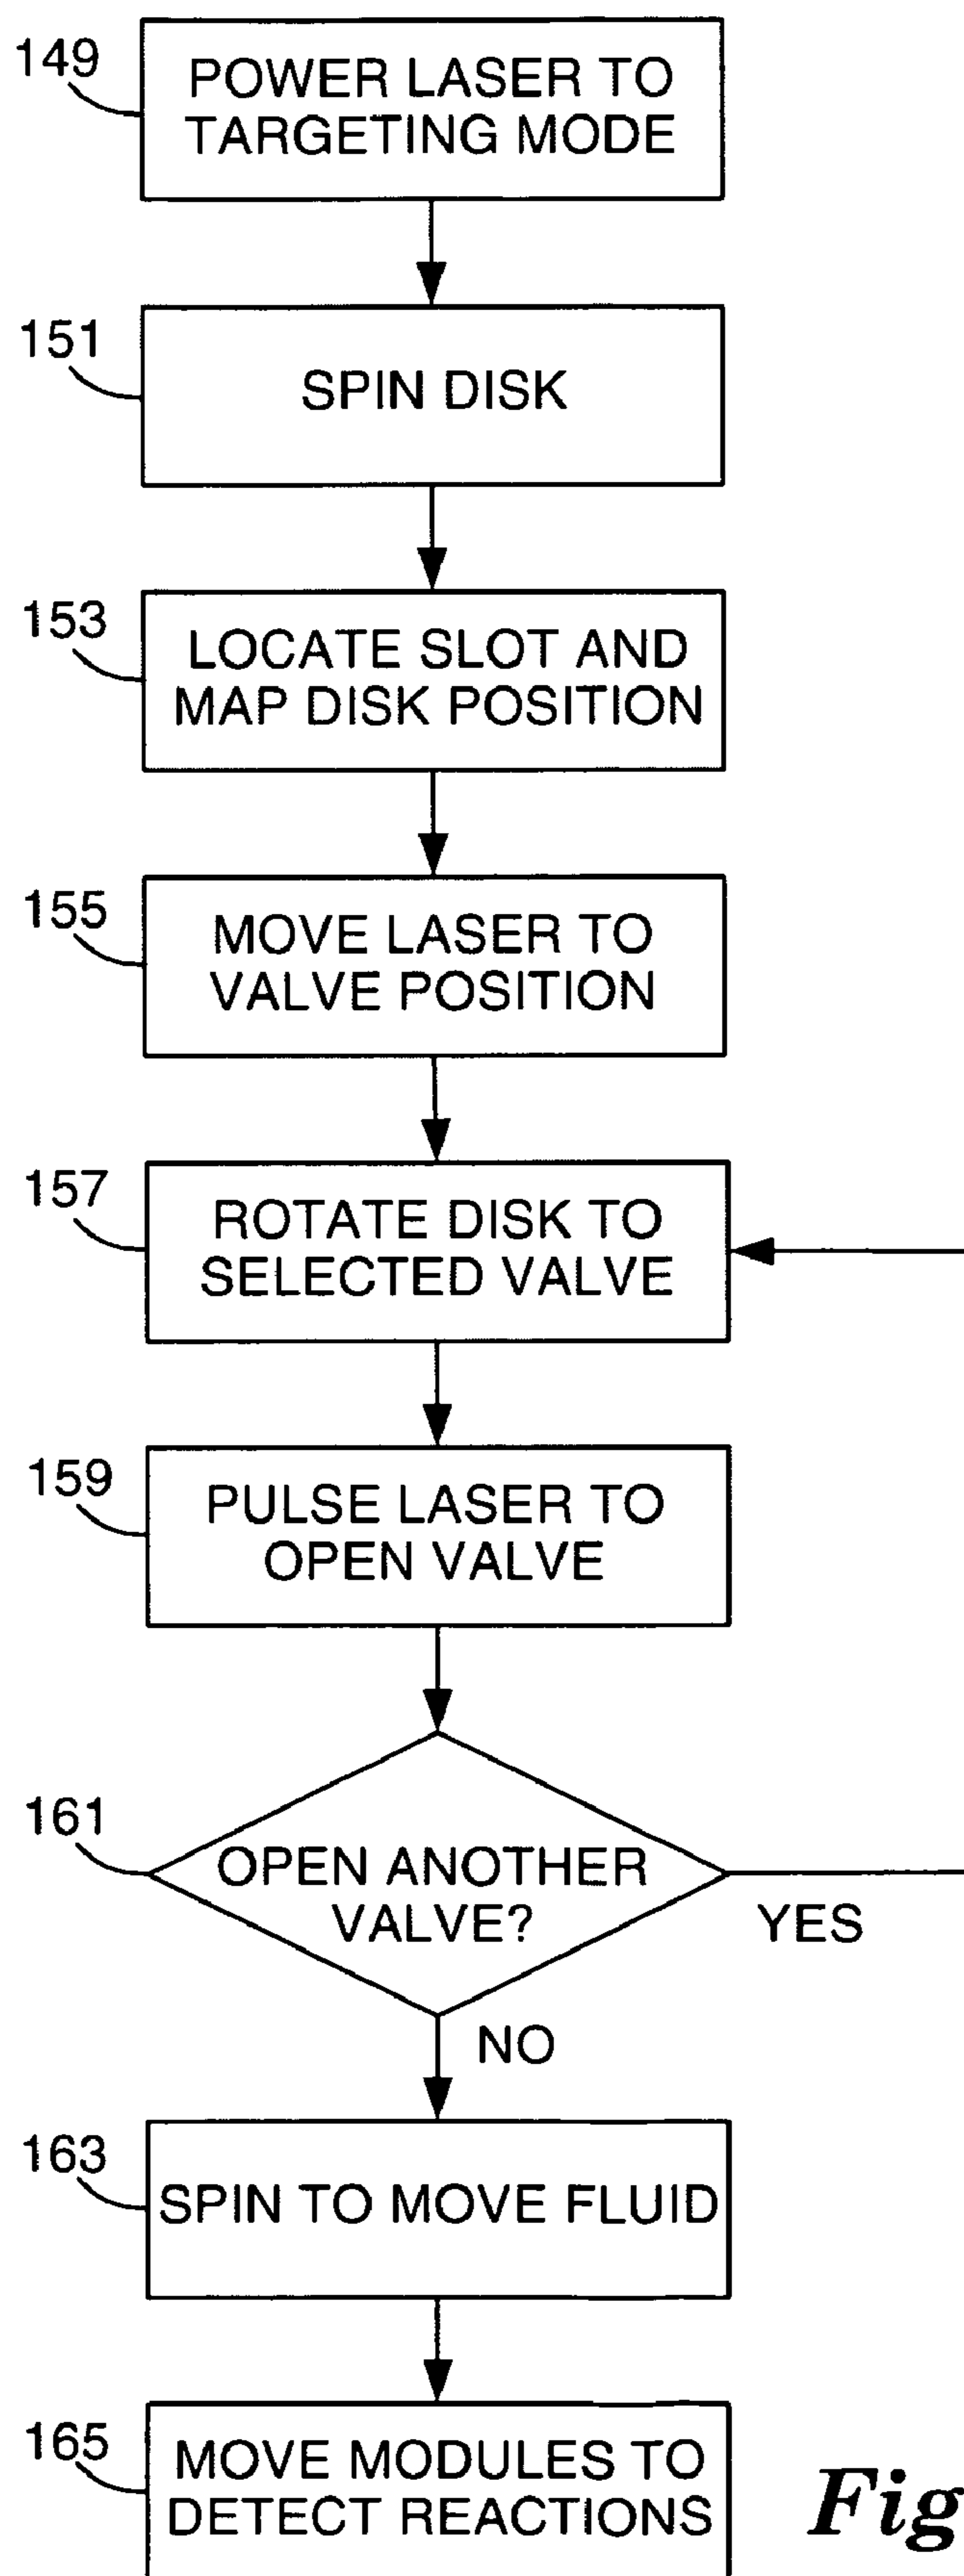 149
POWER LASER TO
TARGETING MODE
151
SPIN DISK
153
LOCATE SLOT AND
MAP DISK POSITION
155
MOVE LASER TO
VALVE POSITION
157
ROTATE DISK TO
SELECTED VALVE
159
PULSE LASER TO
OPEN VALVE
161
OPEN ANOTHER
VALVE?
YES
NO
163
SPIN TO MOVE FLUID
165
MOVE MODULES TO
DETECT REACTIONS
Fig